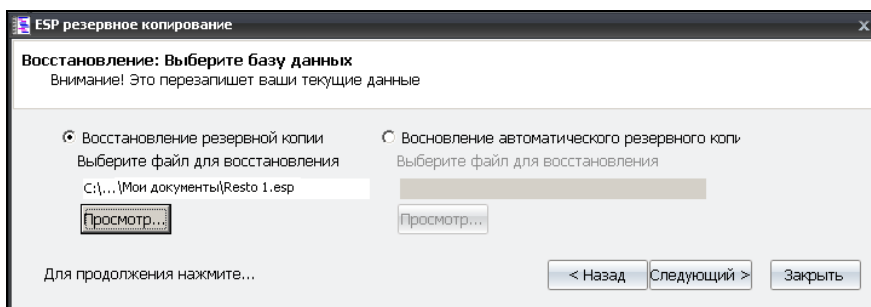 ESP резервное копирование
Восстановление: Выберите базу данных
Внимание! Это перезапишет ваши текущие данные
Восстановление резервной копии
Восновление автоматического резервного копи
Выберите файл для восстановления
Выберите файл для восстановления
C:\...\Мои документы\Resto 1.esp
Просмотр...
Просмотр...
Для продолжения нажмите...
< Назад
Следующий >
Закрыть